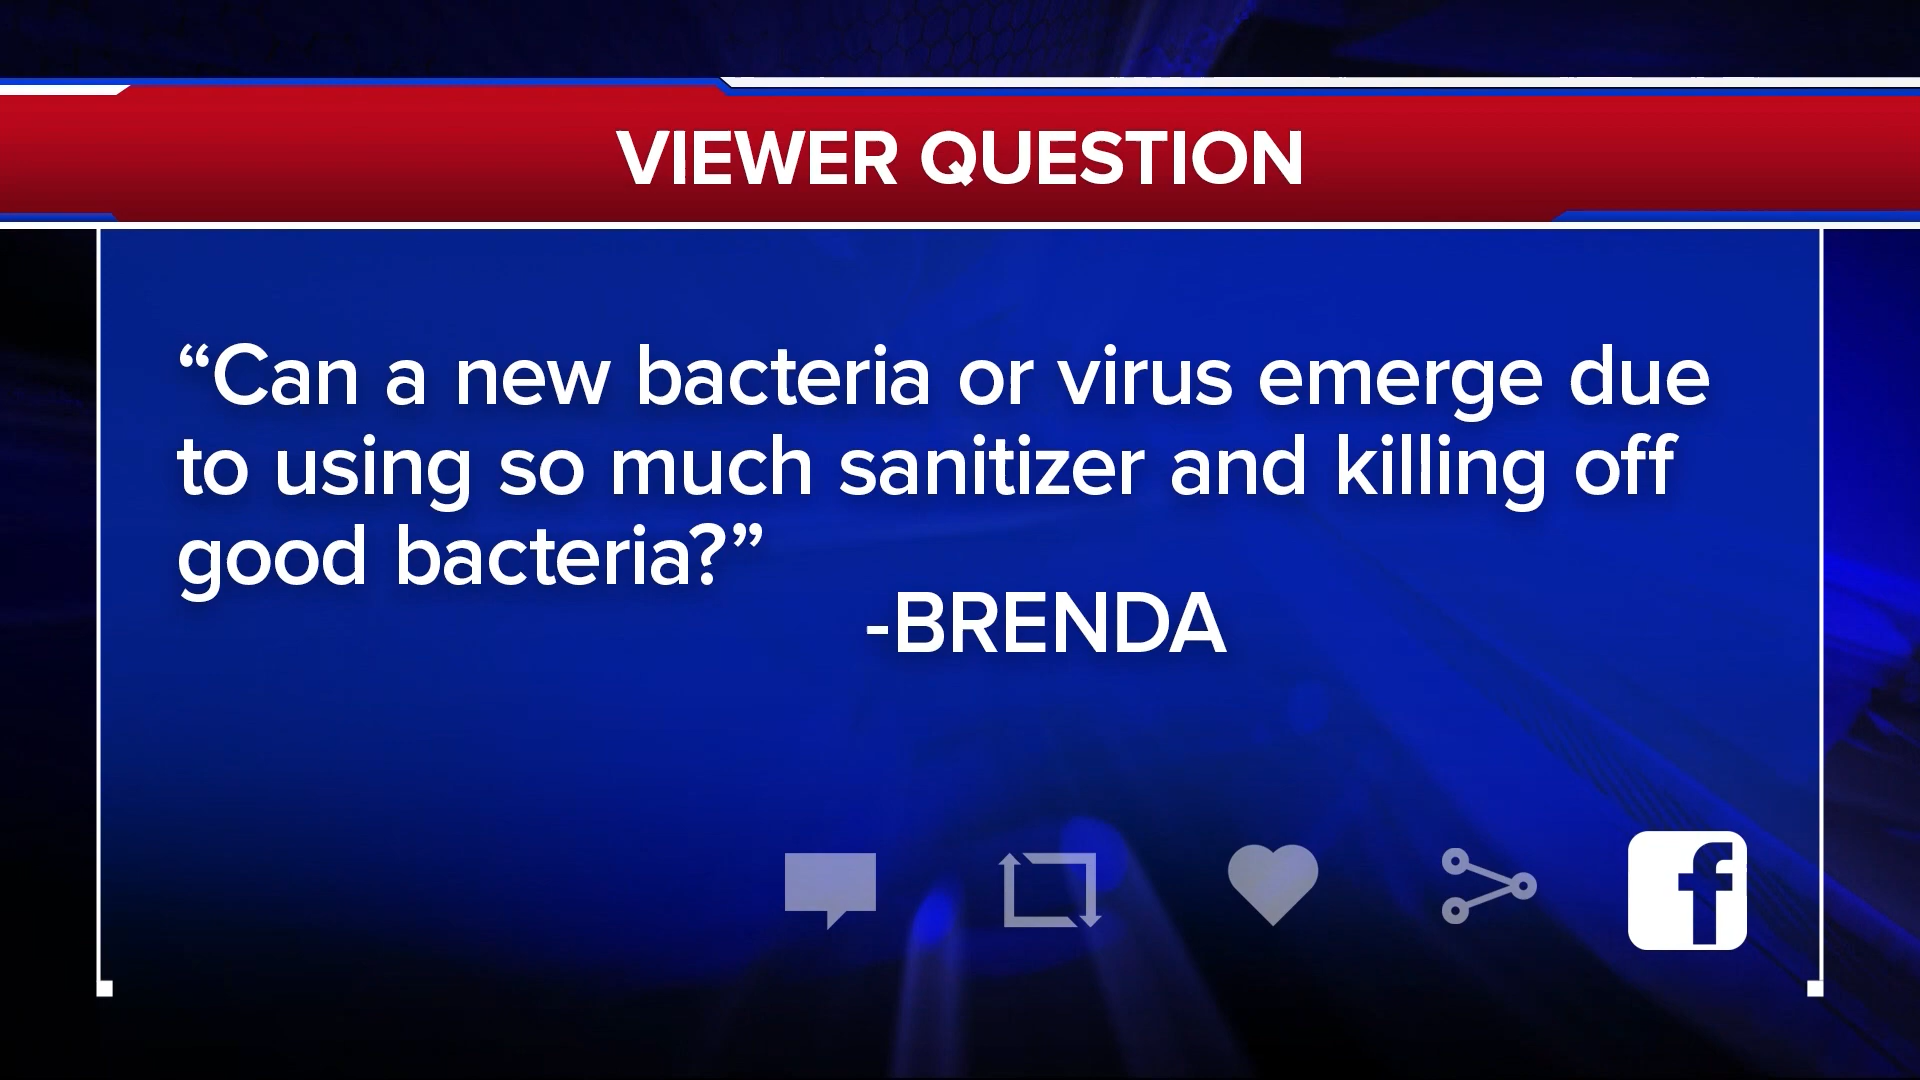 VIEWER QUESTION
“Can a new bacteria or virus emerge due
to using so much sanitizer and killing off
good bacteria?”
-BRENDA